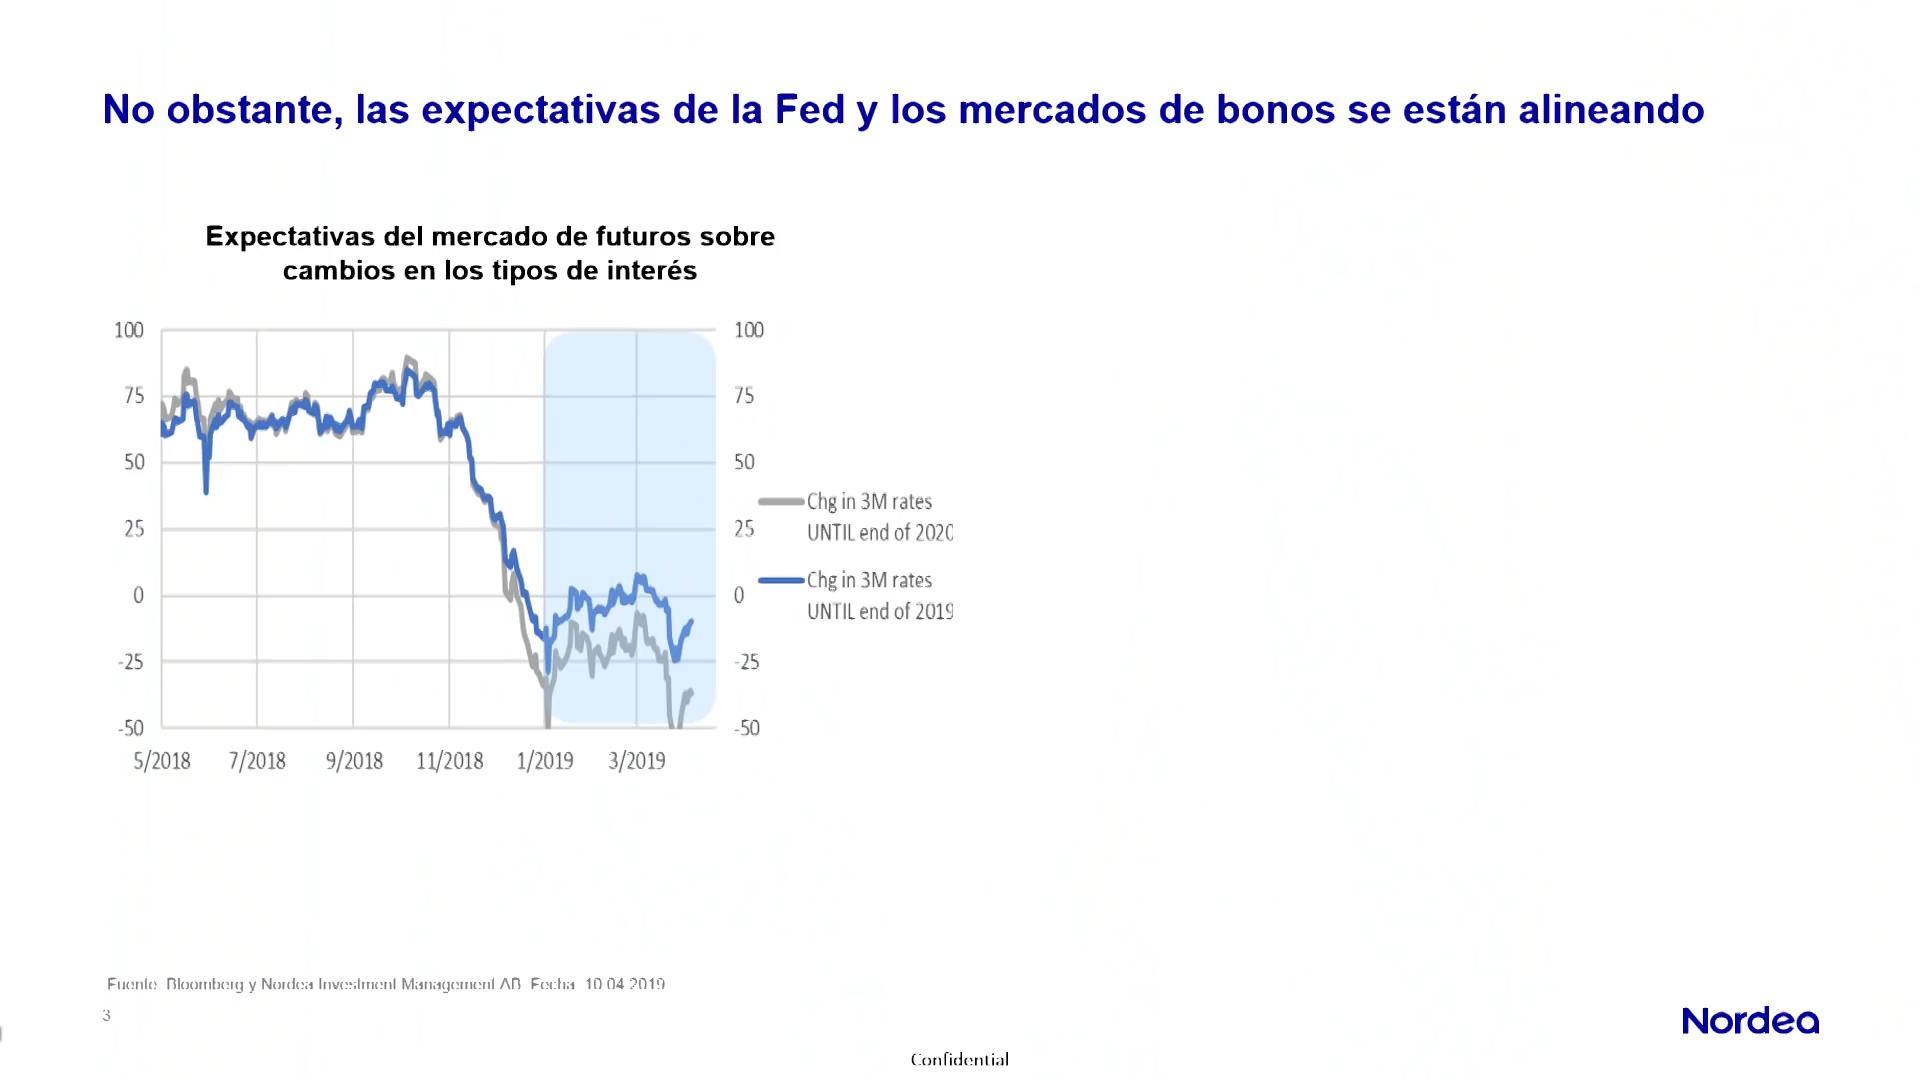 No obstante, las expectativas de la Fed y los mercados de bonos se están alineando
Expectativas del mercado de futuros sobre
cambios en los tipos de interés
100
75
50
25
0
-25
-50
100
75
50
25
0
-25
-50
5/2018 7/2018 9/2018 11/2018 1/2019 3/2019
Chg in 3M rates
UNTIL end of 2020
Chg in 3M rates
UNTIL end of 2019
Fuente: Bloomberg y Nordea Investment Management AB. Fecha: 10.04.2019
3
Nordea
Confidential